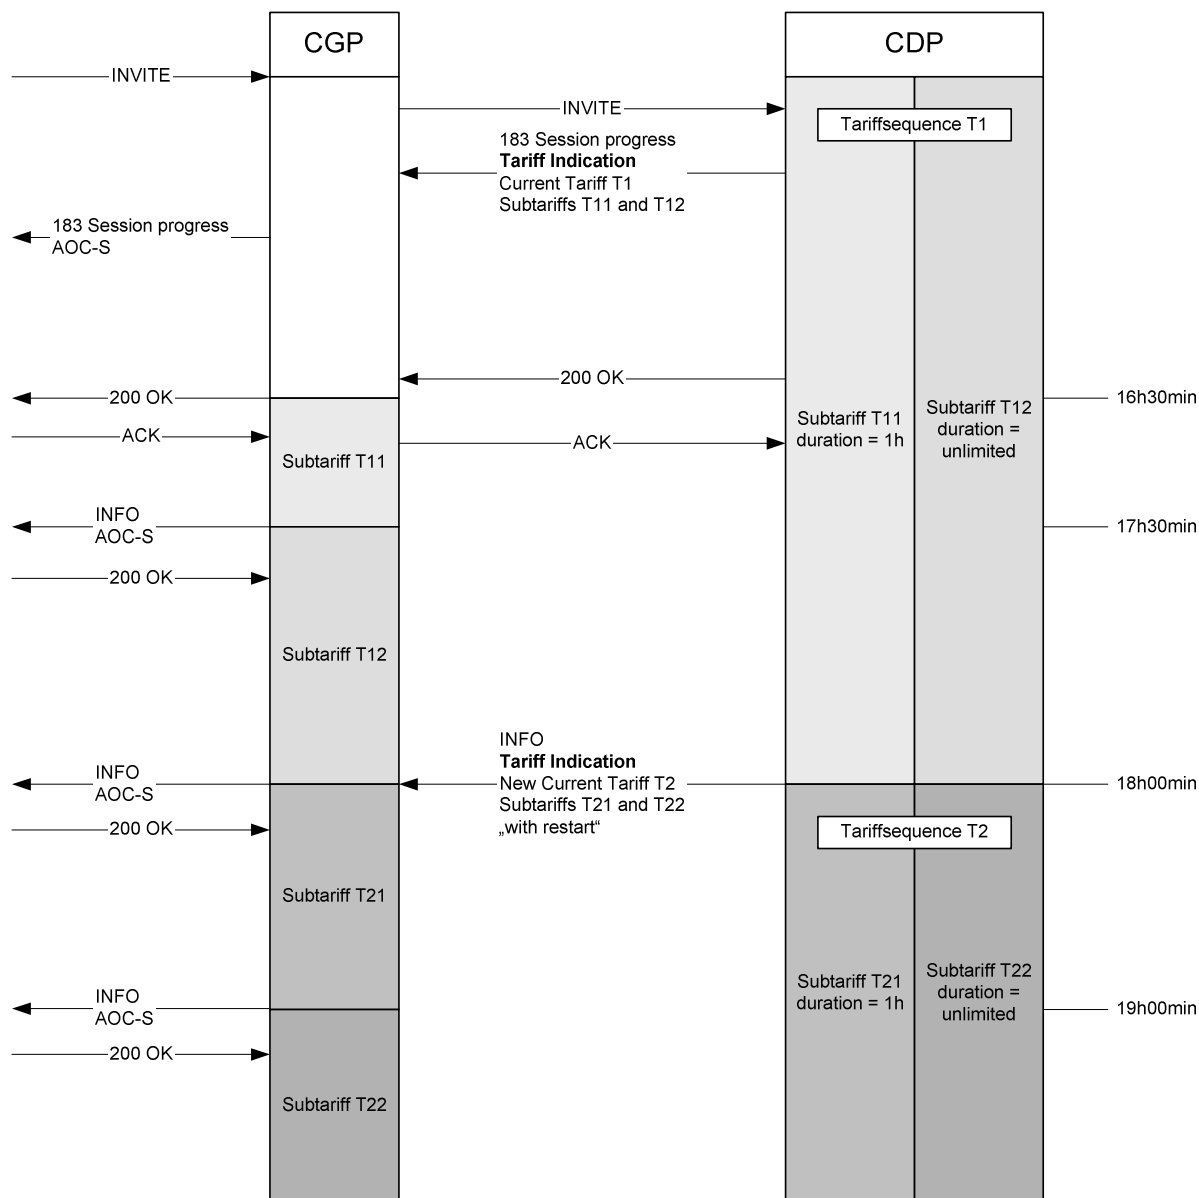 CGP
CDP
INVITE
INVITE
Tariffsequence T1
183 Session progress
Tariff Indication
Current Tariff T1
Subtariffs T11 and T12
183 Session progress
AOC-S
200 OK
200 OK
16h30min
Subtariff T11
duration = 1h
Subtariff T12
duration =
unlimited
ACK
ACK
Subtariff T11
INFO
AOC-S
17h30min
200 OK
Subtariff T12
INFO
Tariff Indication
New Current Tariff T2
Subtariffs T21 and T22
„with restart“
INFO
AOC-S
18h00min
200 OK
Tariffsequence T2
Subtariff T21
Subtariff T21
duration = 1h
Subtariff T22
duration =
unlimited
INFO
AOC-S
19h00min
200 OK
Subtariff T22